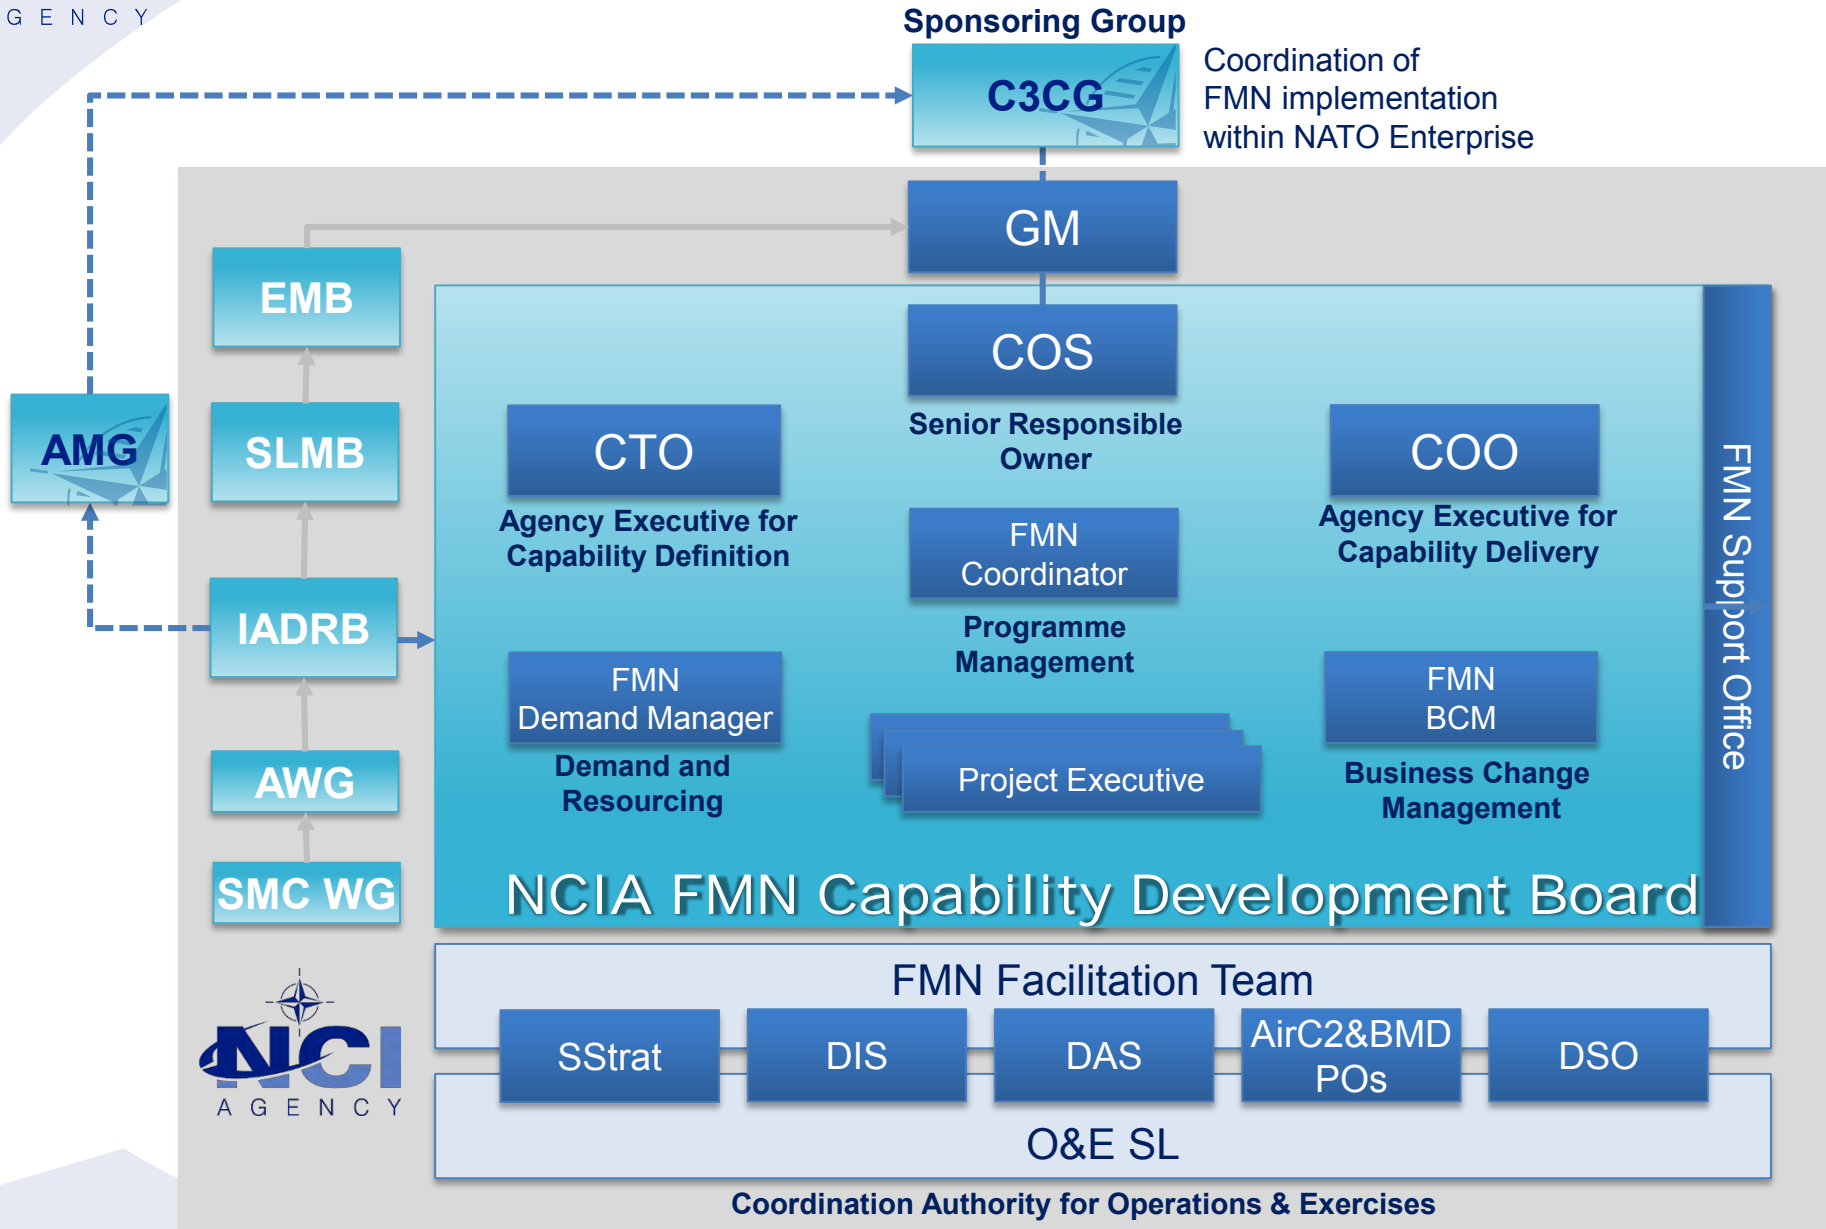 GENCY
Sponsoring Group
C3CG
Coordination of
FMN implementation
within NATO Enterprise
GM
EMB
COS
Senior Responsible
Owner
AMG
SLMB
CTO
Agency Executive for
Capability Definition
COO
Agency Executive for
Capability Delivery
FMN
Coordinator
Programme
Management
IADRB
FMN
Demand Manager
Demand and
Resourcing
FMN
BCM
Business Change
Management
Project Executive
AWG
SMC WG
FMN Support Office
NCIA FMN Capability Development Board
FMN Facilitation Team
SStrat
DIS
DAS
AirC2&BMD
POs
DSO
O&E SL
NCI
AGENCY
Coordination Authority for Operations & Exercises